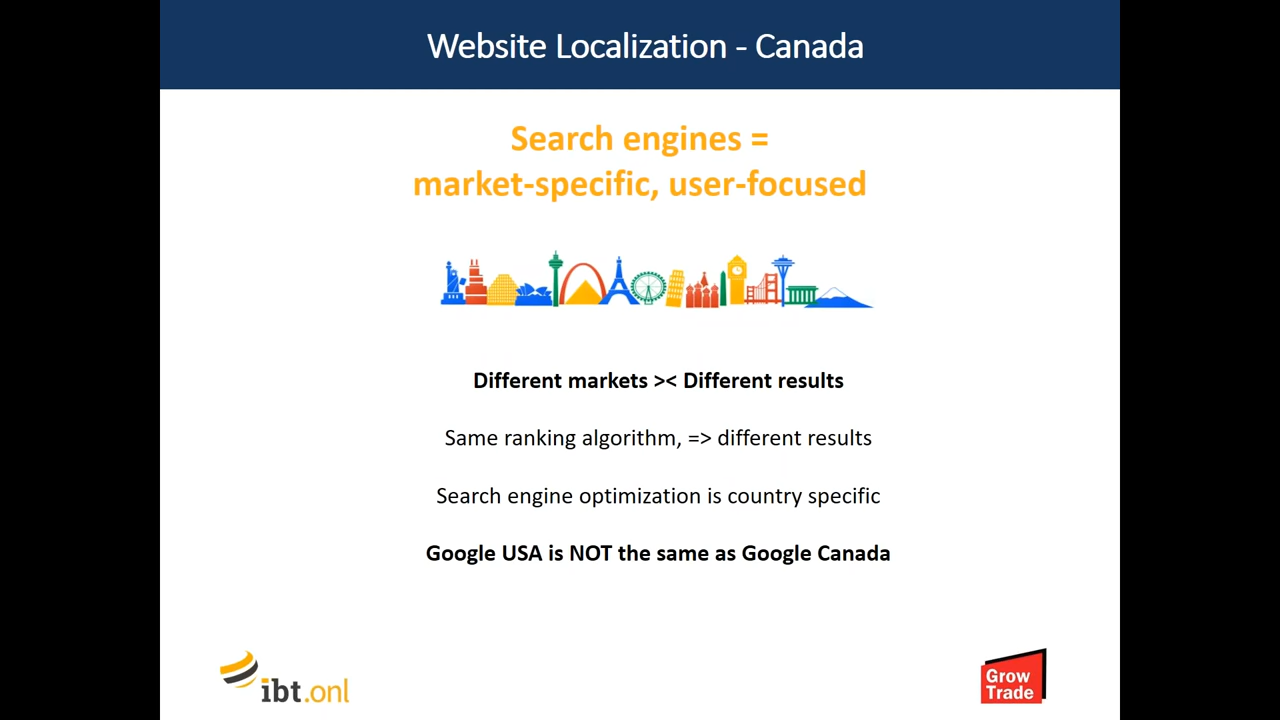 Website Localization - Canada
Search engines =
market-specific, user-focused
Different markets >< Different results
Same ranking algorithm, => different results
Search engine optimization is country specific
Google USA is NOT the same as Google Canada
ibt.onl
Grow
Trade